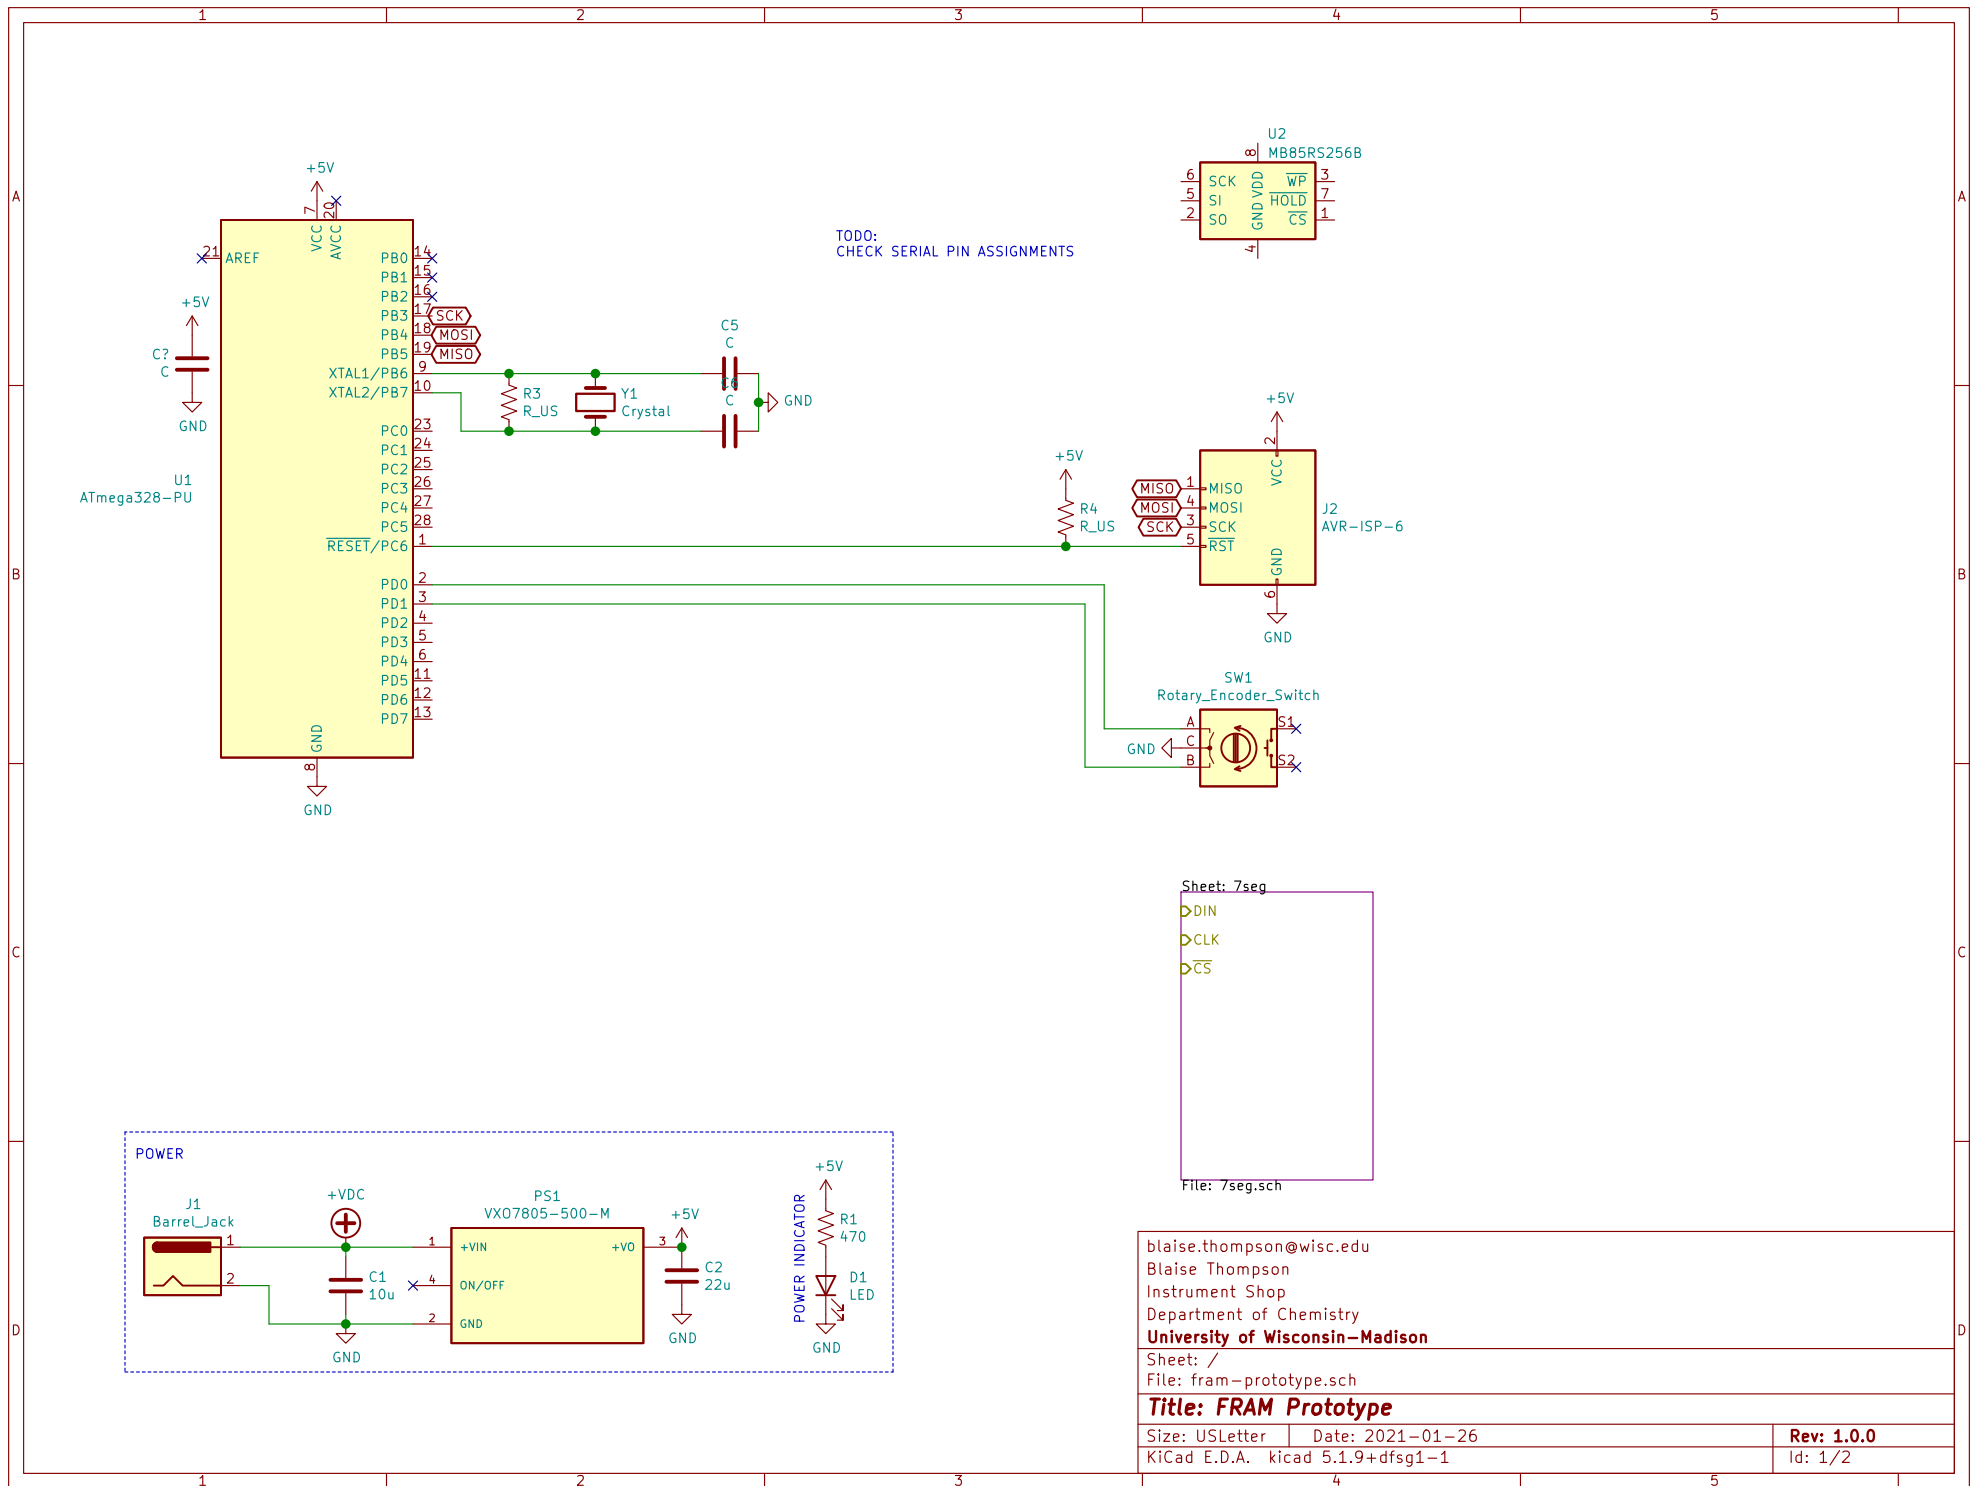 1 2 3 4 5
A
B
C
D
A
B
C
D
1 2 3 4 5
+5V
7
20
VCC
AVCC
21
AREF
PB0 14
PB1 15
PB2 16
PB3 17 SCK
PB4 18 MOSI
PB5 19 MISO
XTAL1/PB6 9
XTAL2/PB7 10
PC0 23
PC1 24
PC2 25
PC3 26
PC4 27
PC5 28
RESET/PC6 1
PD0 2
PD1 3
PD2 4
PD3 5
PD4 6
PD5 11
PD6 12
PD7 13
GND
8
GND
U1
ATmega328-PU
+5V
C?
C
GND
R3
R_US
Y1
Crystal
C5
C
C6
C
GND
TODO:
CHECK SERIAL PIN ASSIGNMENTS
U2
MB85RS256B
8
6 SCK
5 SI
2 SO
VDD
GND
WP 3
HOLD 7
CS 1
4
+5V
2
VCC
MISO 1 MISO
MOSI 4 MOSI
SCK 3 SCK
5 RST
GND
6
GND
J2
AVR-ISP-6
+5V
R4
R_US
SW1
Rotary_Encoder_Switch
A
C
B
S1
S2
GND
Sheet: 7seg
DIN
CLK
CS
File: 7seg.sch
POWER
J1
Barrel_Jack
1
2
+VDC
C1
10u
GND
PS1
VXO7805-500-M
1 +VIN
4 ON/OFF
2 GND
+VO 3
+5V
C2
22u
GND
POWER INDICATOR
+5V
R1
470
D1
LED
GND
blaise.thompson@wisc.edu
Blaise Thompson
Instrument Shop
Department of Chemistry
University of Wisconsin-Madison
Sheet: /
File: fram-prototype.sch
Title: FRAM Prototype
Size: USLetter Date: 2021-01-26 Rev: 1.0.0
KiCad E.D.A. kicad 5.1.9+dfsg1-1 Id: 1/2